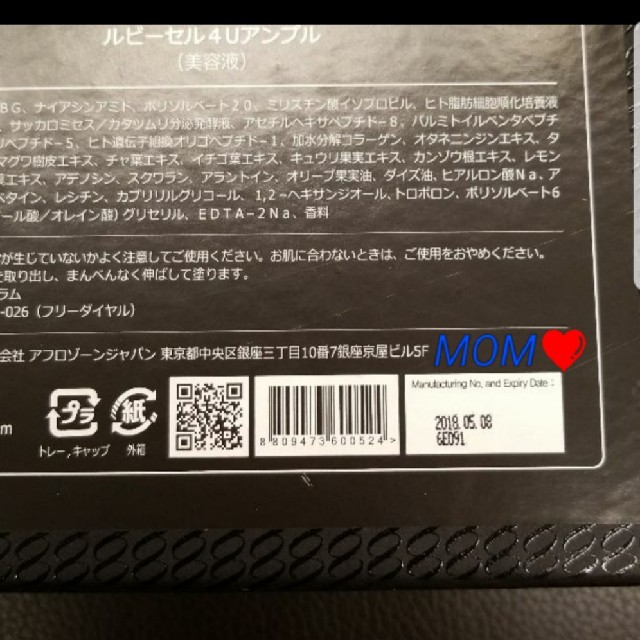 ルビーセル４Ｕアンプル
（美容液）
ＢＧ、ナイアシンアミド、ポリソルベート２０、ミリスチン酸イソプロピル、ヒト脂肪細胞順化培養液
、サッカロミセス／カタツムリ分泌発酵液、アセチルヘキサペプチド－８、パルミトイルペンタペプチ
リペプチド－５、ヒト遺伝子組換オリゴペプチド－１、加水分解コラーゲン、オタネニンジンエキス、タ
マグワ樹皮エキス、チャ葉エキス、イチゴ葉エキス、キュウリ果実エキス、カンゾウ根エキス、レモン
エキス、アデノシン、スクワラン、アラントイン、オリーブ果実油、ダイズ油、ヒアルロン酸Ｎａ、ア
ベタイン、レシチン、カプリリルグリコール、１，２－ヘキサンジオール、トロポロン、ポリソルベート６
ール酸／オレイン酸）グリセリル、ＥＤＴＡ－２Ｎａ、香料
が生じていないかよく注意してご使用ください。お肌に合わないときは、ご使用をおやめください。
取り出し、まんべんなく伸ばして塗ります。
ラム
-026（フリーダイヤル）
会社 アフロゾーンジャパン 東京都中央区銀座三丁目10番7銀座京屋ビル5F
MOM
Manufacturing No, and Expiry Date :
2018. 05. 08
6E091
プラ
紙
トレー,キャップ
外箱
8 809473 600524 >